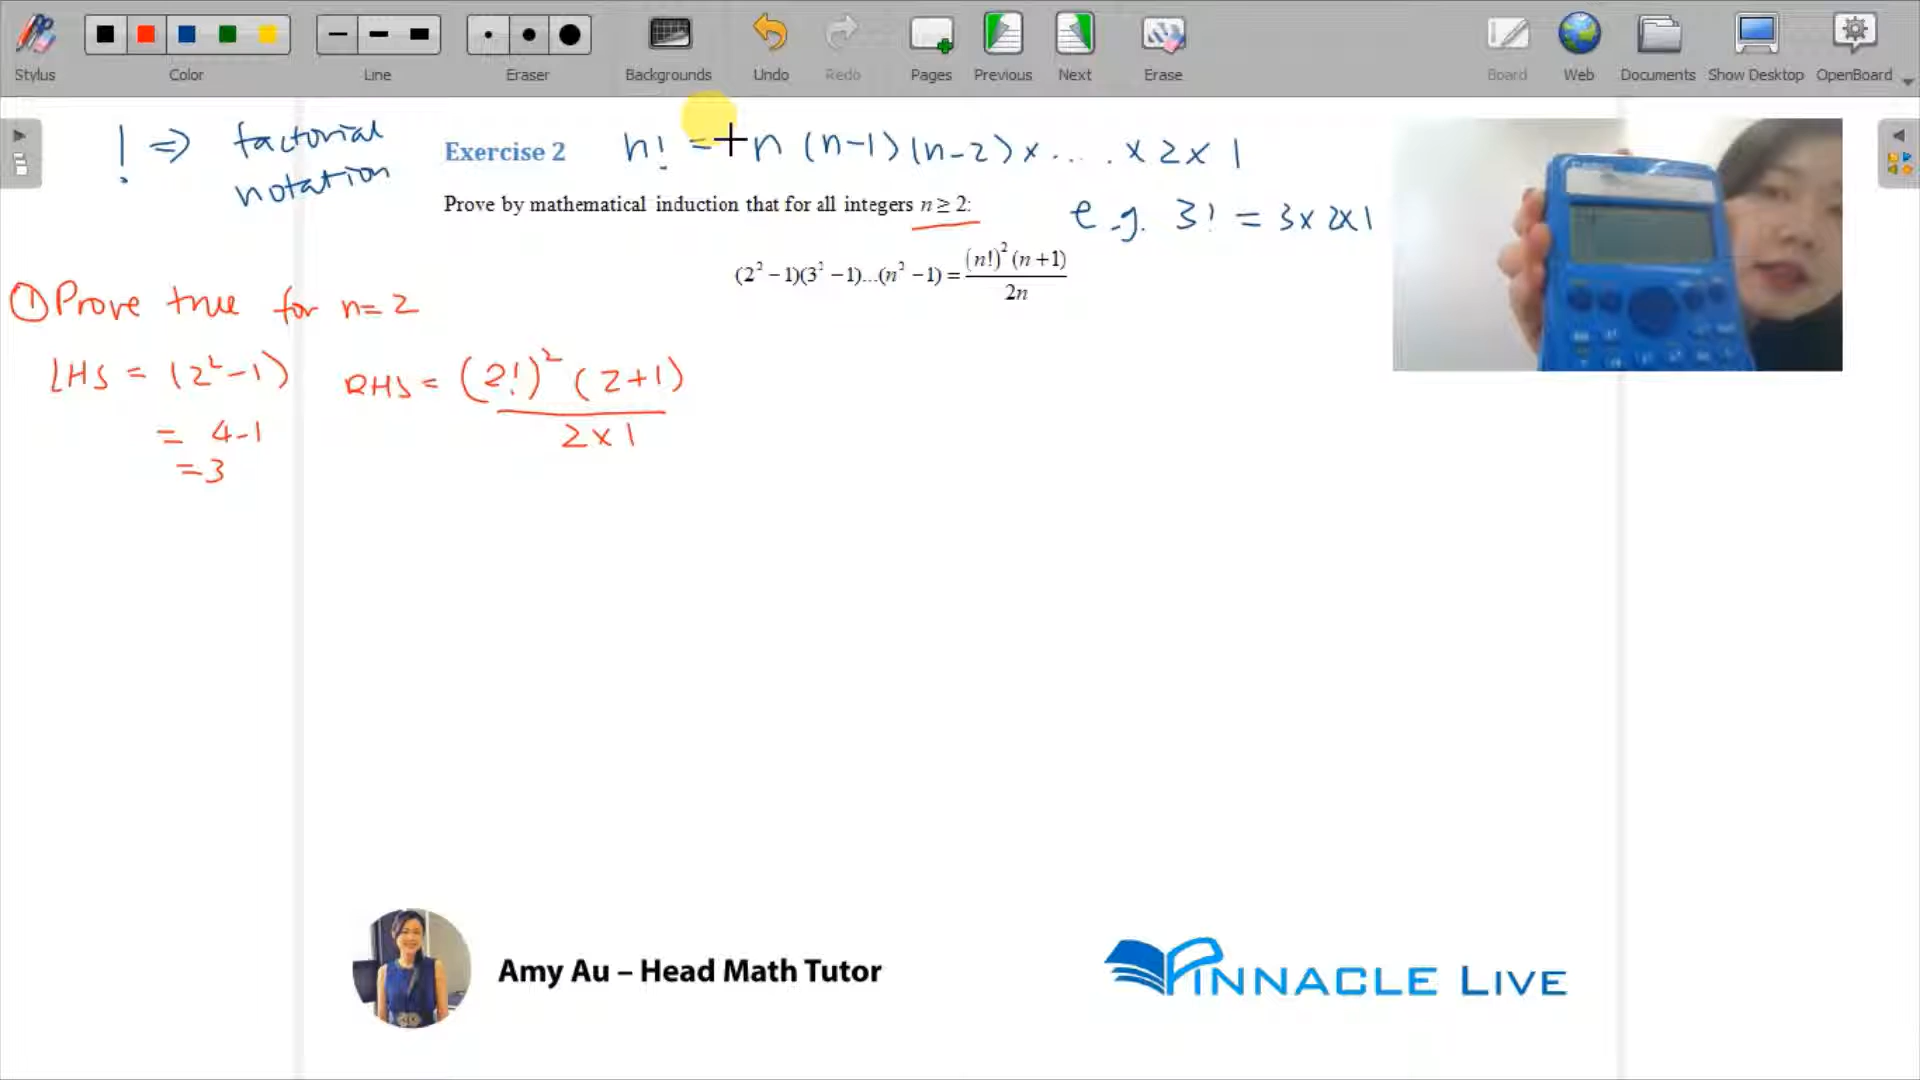 Stylus
Color
Line
Eraser
Backgrounds
Undo
Redo
Pages
Previous
Next
Erase
Board
Web
Documents
Show Desktop
OpenBoard
! ⇒ factorial
notation
Exercise 2
n! = n (n-1) (n-2) x .... x 2 x 1
Prove by mathematical induction that for all integers n ≥ 2:
e.g. 3! = 3x 2x1
(2² − 1)(3² − 1)...(n² − 1) = (n!)² (n + 1) / 2n
① Prove true for n= 2
LHS = (2²-1)
= 4-1
=3
RHS = (2!)² (2+1) / 2 x 1
Amy Au – Head Math Tutor
PINNACLE LIVE